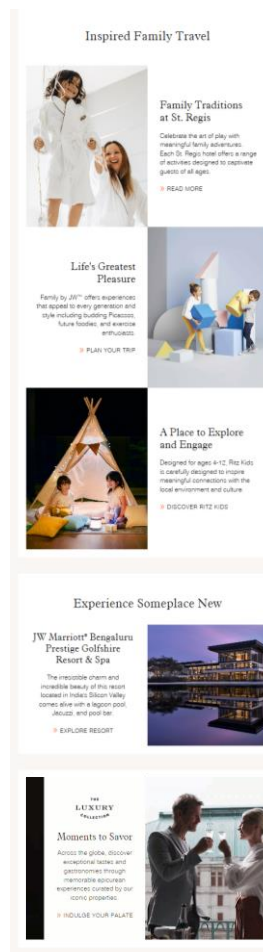 Inspired Family Travel
Family Traditions
at St. Regis
Celebrate the art of play with
meaningful family adventures.
Each St. Regis hotel offers a range
of activities designed to captivate
guests of all ages.
» READ MORE
Life's Greatest
Pleasure
Family by JW™ offers experiences
that appeal to every generation and
style including budding Picassos,
future foodies, and exercise
enthusiasts.
» PLAN YOUR TRIP
A Place to Explore
and Engage
Designed for ages 4-12, Ritz Kids
is carefully designed to inspire
meaningful connections with the
local environment and culture
» DISCOVER RITZ KIDS
Experience Someplace New
JW Marriott® Bengaluru
Prestige Golfshire
Resort & Spa
The irresistible charm and
incredible beauty of this resort
located in India's Silicon Valley
comes alive with a lagoon pool,
Jacuzzi, and pool bar.
» EXPLORE RESORT
THE
LUXURY
COLLECTION
Moments to Savor
Across the globe, discover
exceptional tastes and
gastronomies through
memorable epicurean
experiences curated by our
iconic properties.
» INDULGE YOUR PALATE